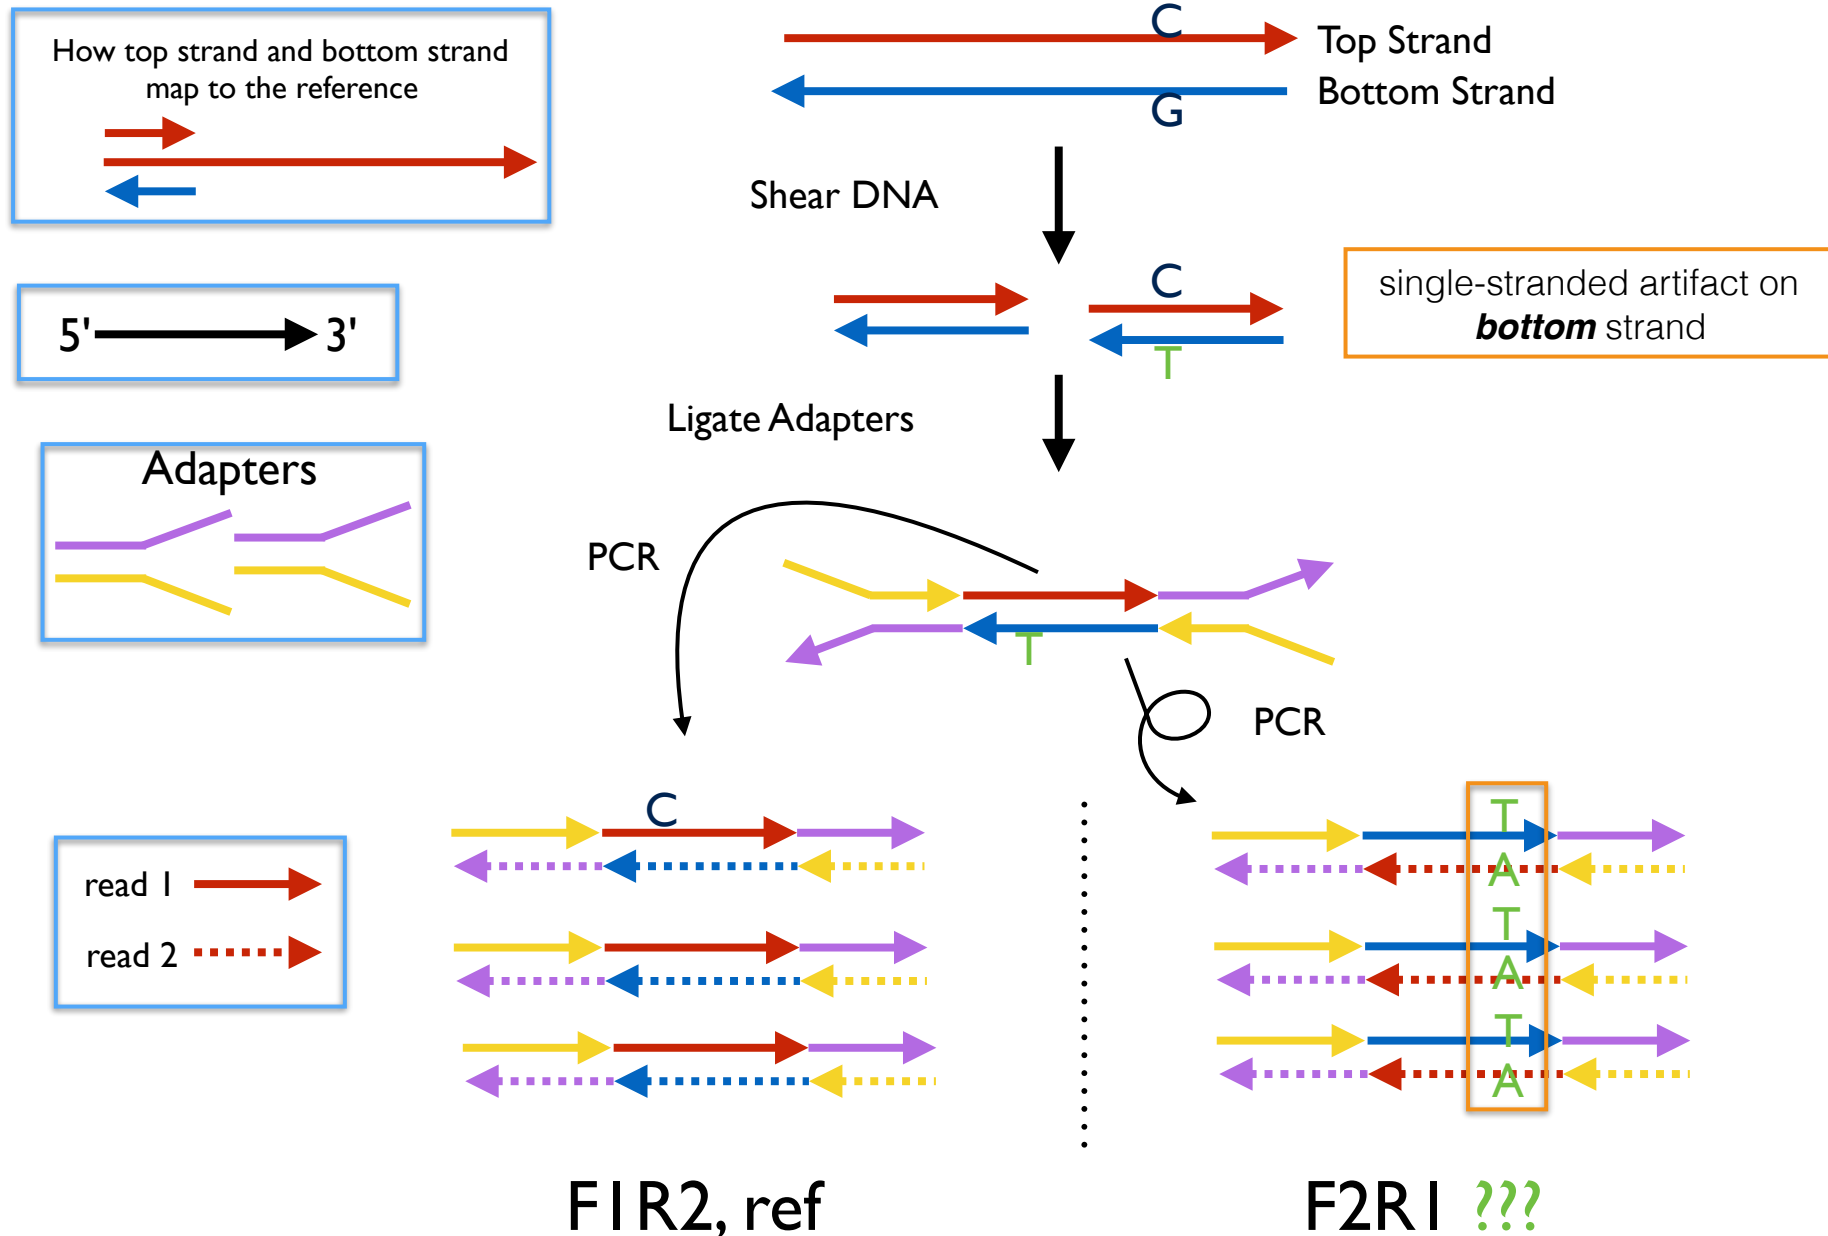 How top strand and bottom strand
map to the reference
C
Top Strand
Bottom Strand
G
Shear DNA
C
T
single-stranded artifact on
bottom strand
5' 3'
Ligate Adapters
Adapters
PCR
T
PCR
C
T
A
T
A
T
A
read 1
read 2
F1R2, ref
F2R1 ???